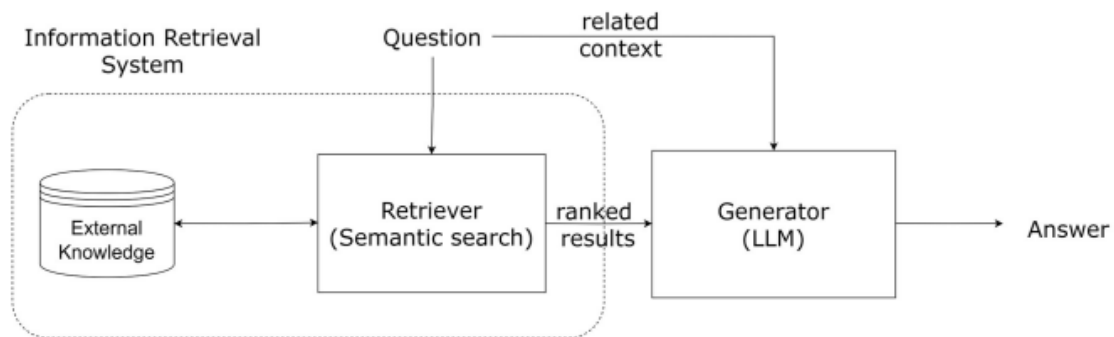 Information Retrieval
System
Question
related
context
External
Knowledge
Retriever
(Semantic search)
ranked
results
Generator
(LLM)
Answer